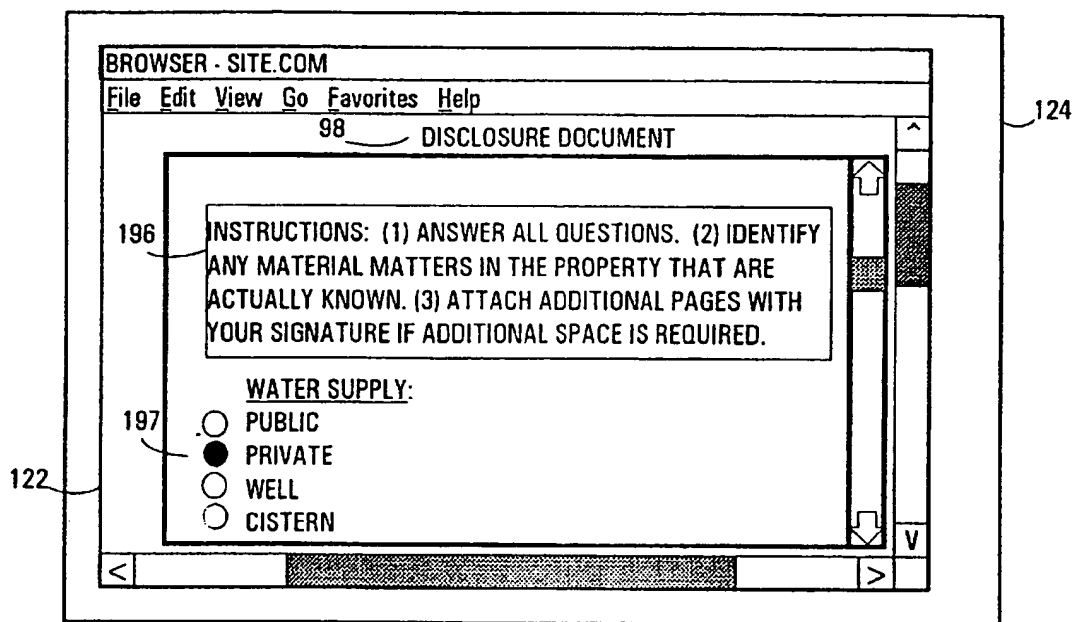 BROWSER - SITE.COM
File Edit View Go Favorites Help
124
98 DISCLOSURE DOCUMENT
196
INSTRUCTIONS: (1) ANSWER ALL QUESTIONS. (2) IDENTIFY
ANY MATERIAL MATTERS IN THE PROPERTY THAT ARE
ACTUALLY KNOWN. (3) ATTACH ADDITIONAL PAGES WITH
YOUR SIGNATURE IF ADDITIONAL SPACE IS REQUIRED.
WATER SUPPLY:
197 PUBLIC
PRIVATE
122 WELL
CISTERN